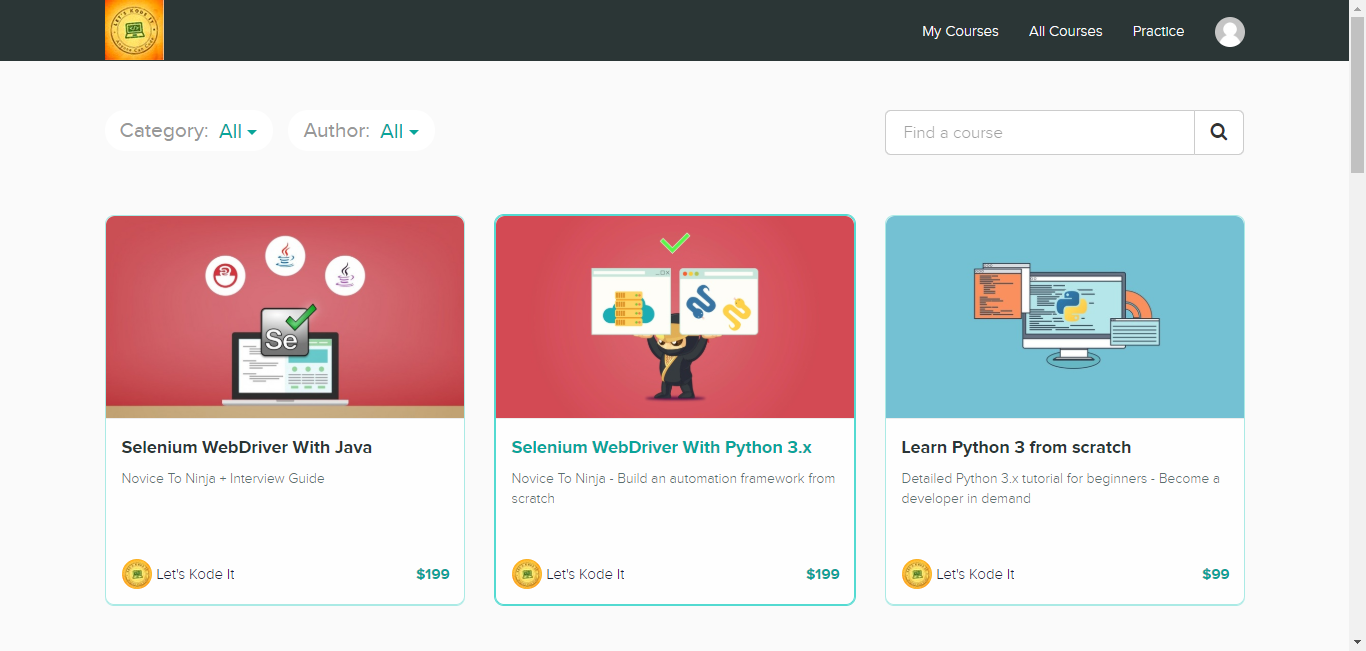 LET'S KODE IT
My Courses All Courses Practice
Category: All Author: All
Find a course
Se
Selenium WebDriver With Java
Novice To Ninja + Interview Guide
Let's Kode It $199
Selenium WebDriver With Python 3.x
Novice To Ninja - Build an automation framework from
scratch
Let's Kode It $199
Learn Python 3 from scratch
Detailed Python 3.x tutorial for beginners - Become a
developer in demand
Let's Kode It $99